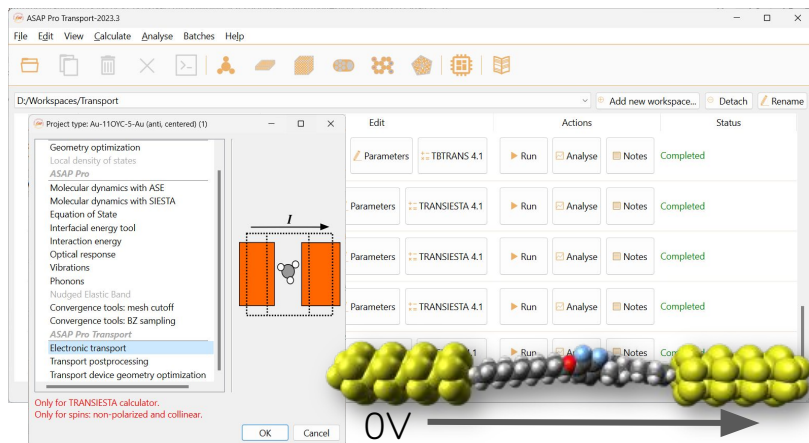 ASAP Pro Transport-2023.3
File Edit View Calculate Analyse Batches Help
D:/Workspaces/Transport
Add new workspace... Detach Rename
Project type: Au-11OYC-5-Au (anti, centered) (1)
Edit Actions Status
Geometry optimization
Local density of states
ASAP Pro
Molecular dynamics with ASE
Molecular dynamics with SIESTA
Equation of State
Interfacial energy tool
Interaction energy
Optical response
Vibrations
Phonons
Nudged Elastic Band
Convergence tools: mesh cutoff
Convergence tools: BZ sampling
ASAP Pro Transport
Electronic transport
Transport postprocessing
Transport device geometry optimization
I
Only for TRANSIESTA calculator.
Only for spins: non-polarized and collinear.
OK Cancel
Parameters TBTRANS 4.1 Run Analyse Notes Completed
Parameters TRANSIESTA 4.1 Run Analyse Notes Completed
Parameters TRANSIESTA 4.1 Run Analyse Notes Completed
Parameters TRANSIESTA 4.1 Run Analyse Notes Completed
Run Notes
0V